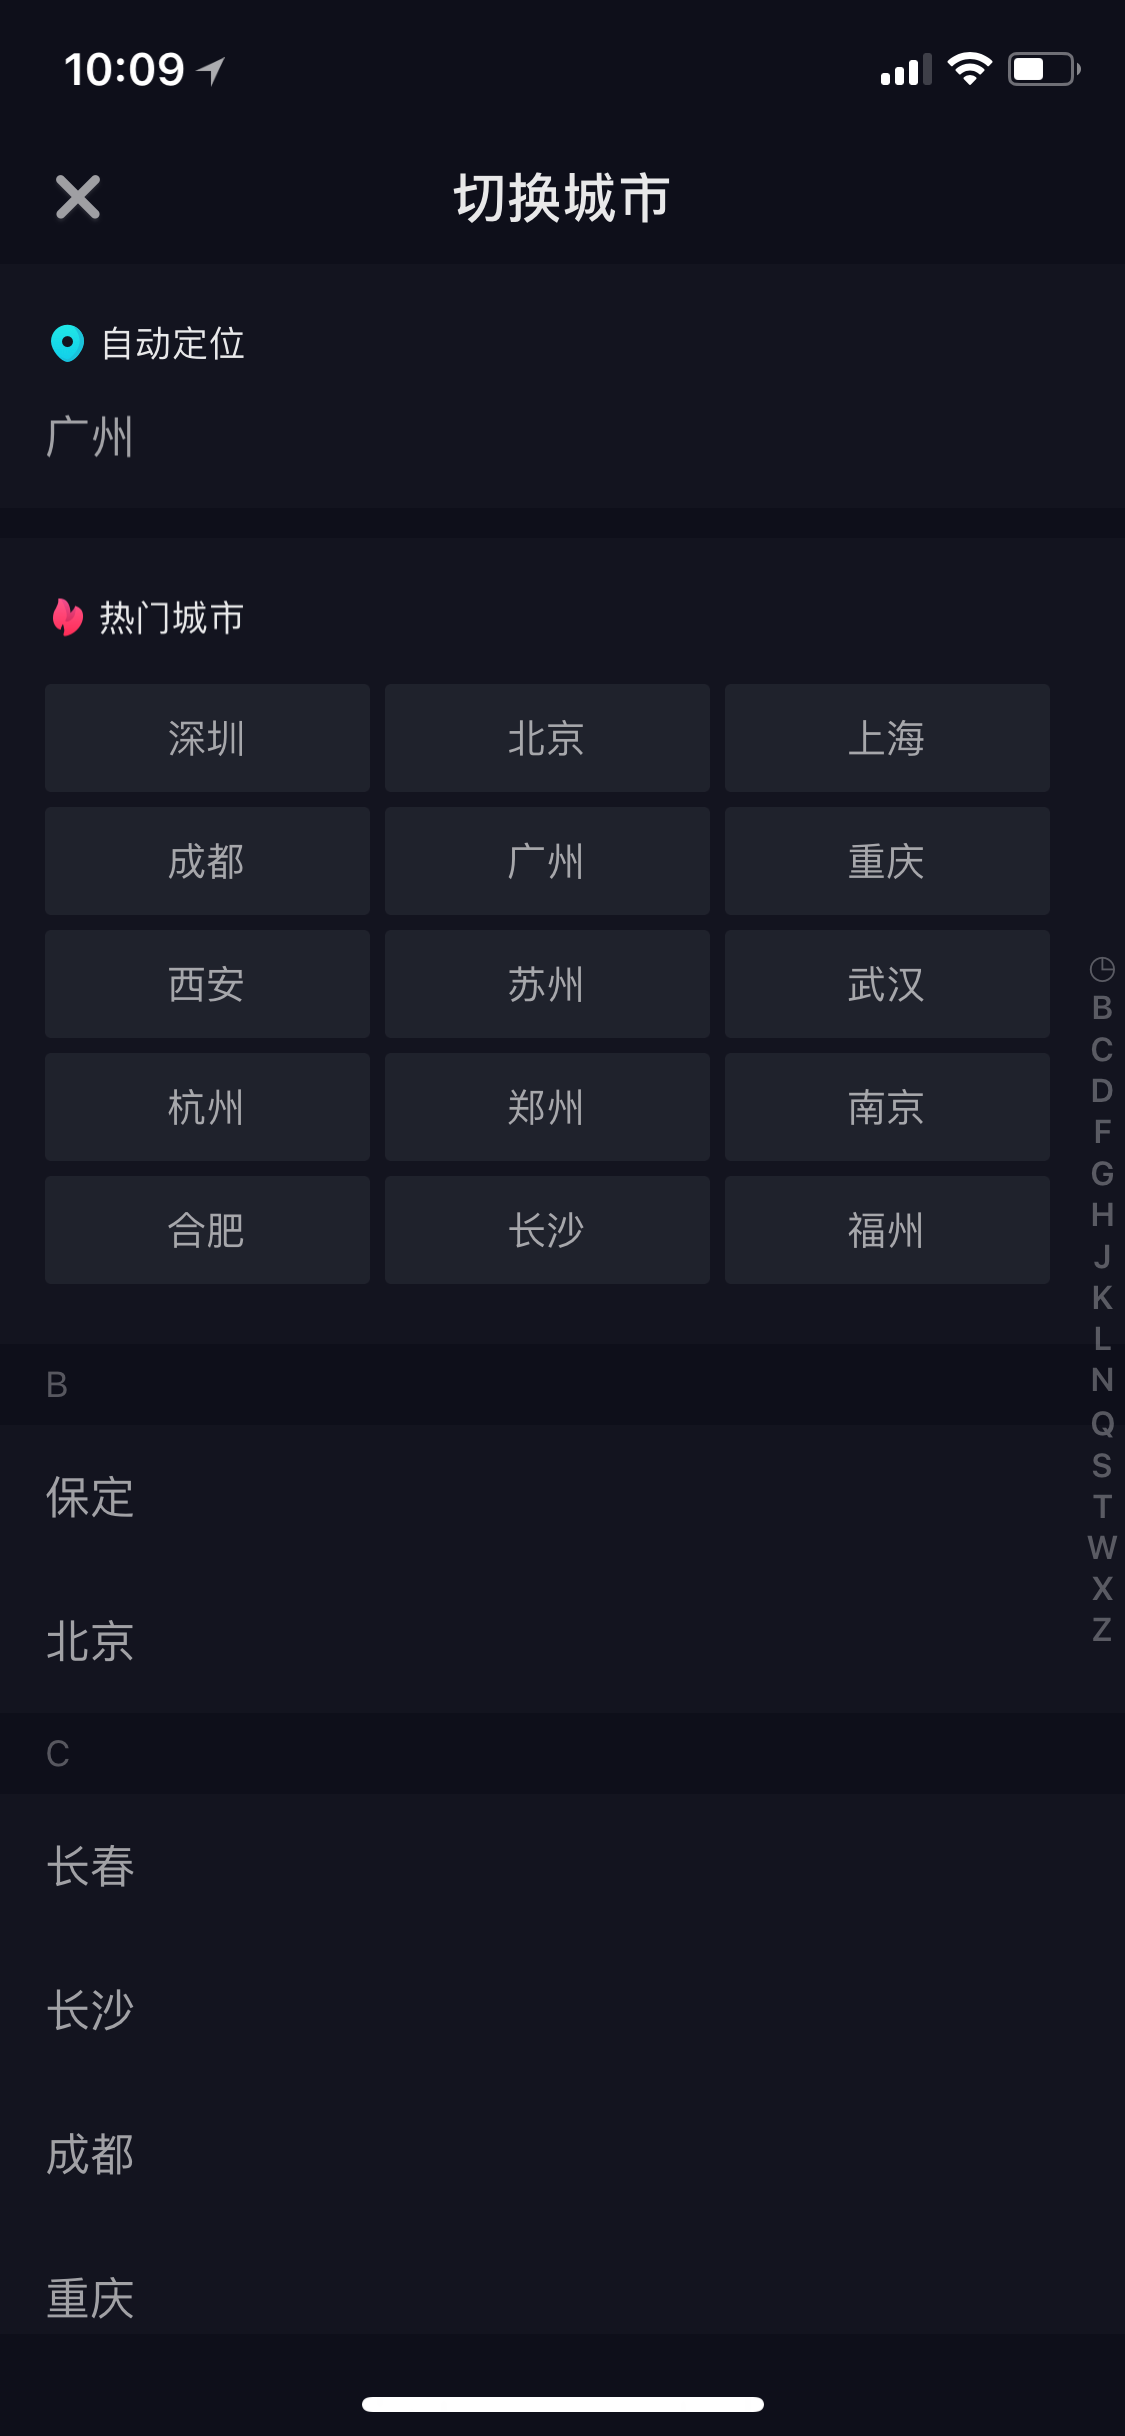 10:09
切换城市
自动定位
广州
热门城市
深圳 北京 上海
成都 广州 重庆
西安 苏州 武汉
杭州 郑州 南京
合肥 长沙 福州
B
保定
北京
C
长春
长沙
成都
重庆
B
C
D
F
G
H
J
K
L
N
Q
S
T
W
X
Z